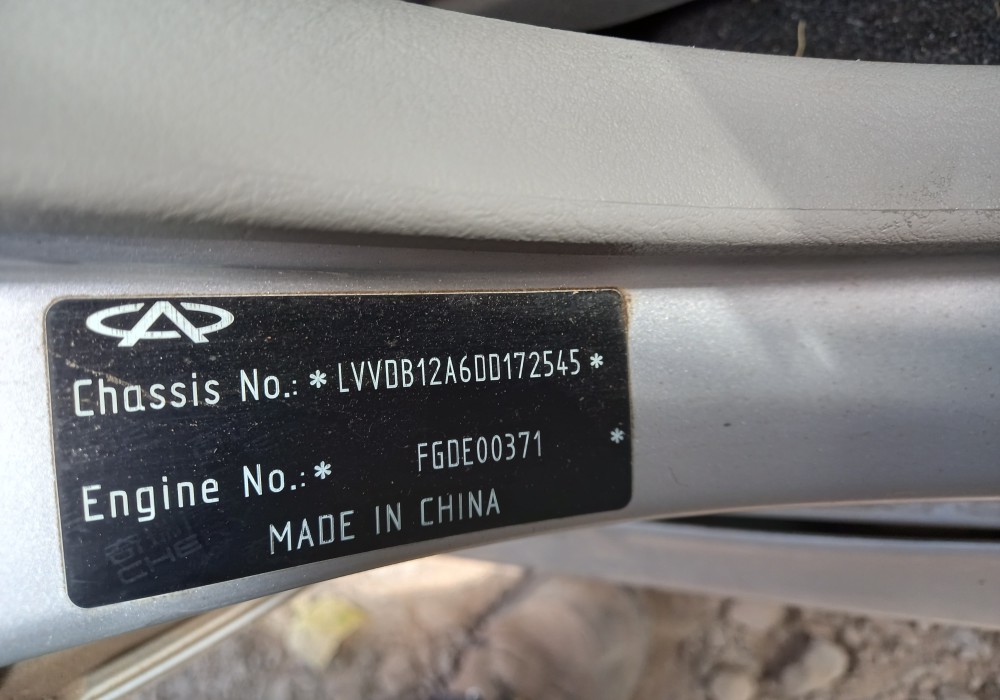 Chassis No.: *LVVDB12A6DD172545*
Engine No.:* FGDE00371 *
MADE IN CHINA